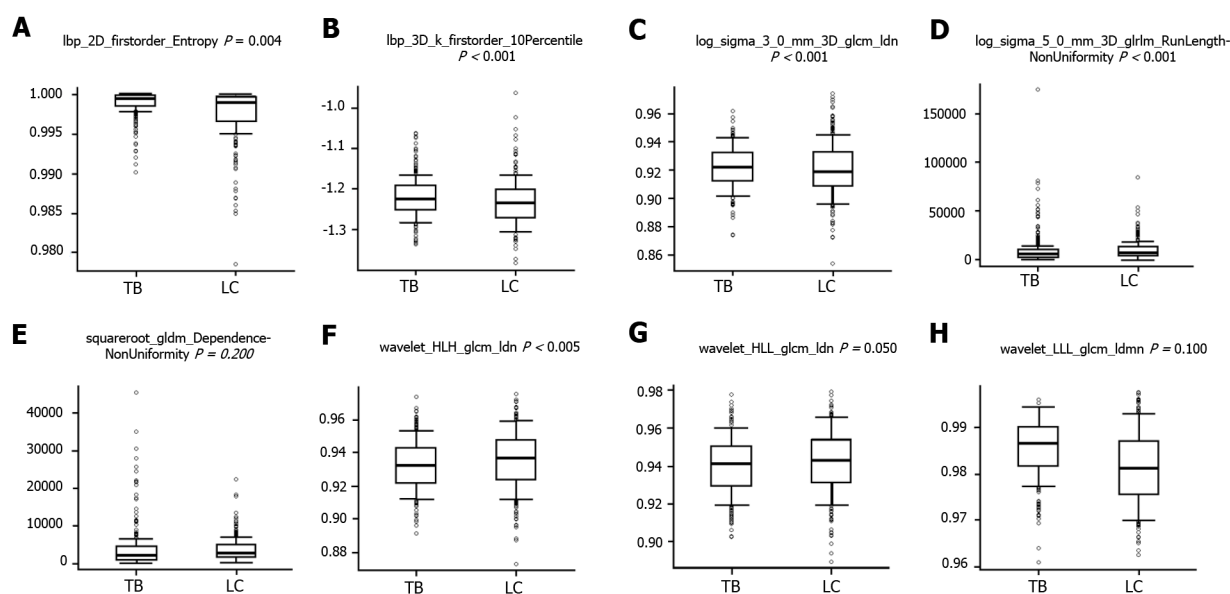 A
lbp_2D_firstorder_Entropy P = 0.004
1.000
0.995
0.990
0.985
0.980
TB
LC
B
lbp_3D_k_firstorder_10Percentile
P < 0.001
-1.0
-1.1
-1.2
-1.3
TB
LC
C
log_sigma_3_0_mm_3D_glcm_ldn
P < 0.001
0.96
0.94
0.92
0.90
0.88
0.86
TB
LC
D
log_sigma_5_0_mm_3D_glrlm_RunLength-
NonUniformity P < 0.001
150000
100000
50000
0
TB
LC
E
squareroot_gldm_Dependence-
NonUniformity P = 0.200
40000
30000
20000
10000
0
TB
LC
F
wavelet_HLH_glcm_ldn P < 0.005
0.96
0.94
0.92
0.90
0.88
TB
LC
G
wavelet_HLL_glcm_ldn P = 0.050
0.98
0.96
0.94
0.92
0.90
TB
LC
H
wavelet_LLL_glcm_ldmn P = 0.100
0.99
0.98
0.97
0.96
TB
LC